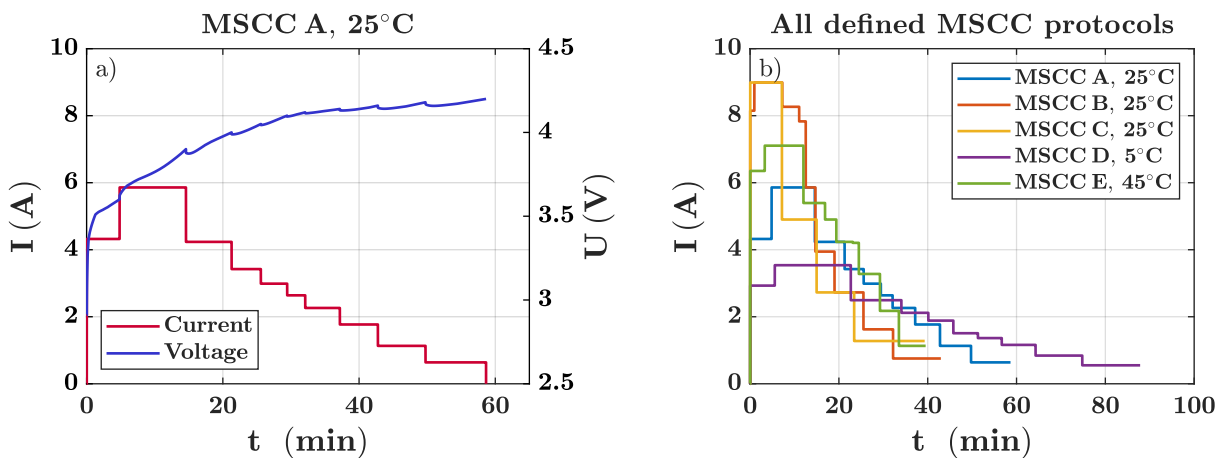 MSCC A, 25°C
a)
I (A)
10
8
6
4
2
0
4.5
4
3.5
3
2.5
U (V)
Current
Voltage
0
20
40
60
t (min)
All defined MSCC protocols
b)
I (A)
10
8
6
4
2
0
MSCC A, 25°C
MSCC B, 25°C
MSCC C, 25°C
MSCC D, 5°C
MSCC E, 45°C
0
20
40
60
80
100
t (min)